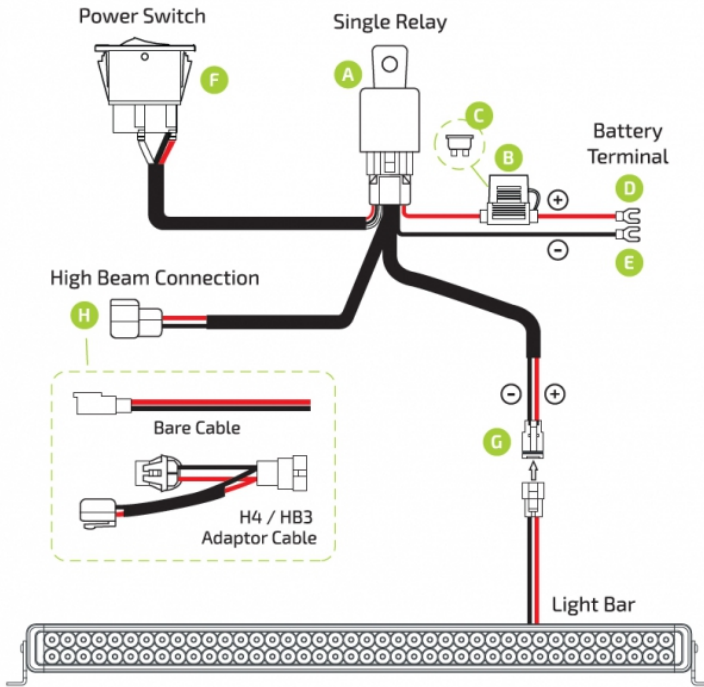 Power Switch
Single Relay
F
A
C
B
Battery
Terminal
D
+
−
E
High Beam Connection
H
Bare Cable
H4 / HB3
Adaptor Cable
−
+
G
Light Bar